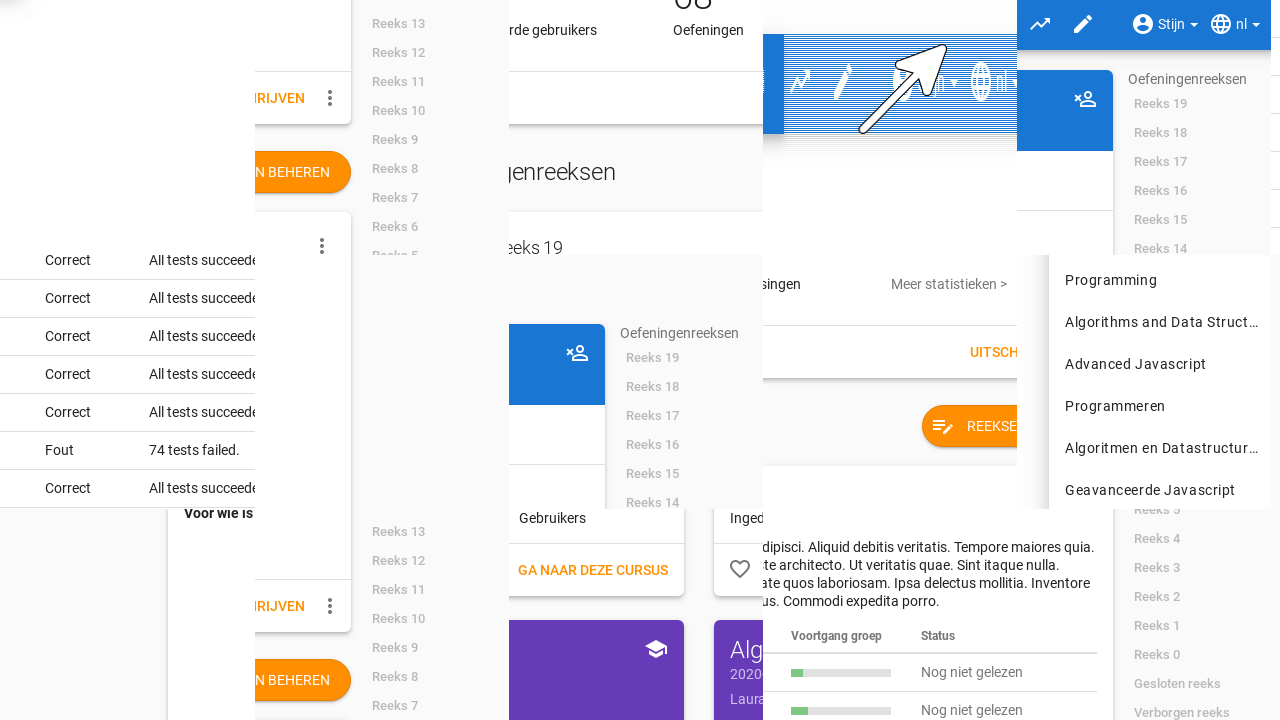 Reeks 13
Reeks 12
Reeks 11
Reeks 10
Reeks 9
Reeks 8
Reeks 7
Reeks 6
RIJVEN
N BEHEREN
rde gebruikers
Oefeningen
genreeksen
eeks 19
nl
Stijn
nl
Oefeningenreeksen
Reeks 19
Reeks 18
Reeks 17
Reeks 16
Reeks 15
Reeks 14
Correct All tests succeede
Correct All tests succeede
Correct All tests succeede
Correct All tests succeede
Correct All tests succeede
Fout 74 tests failed.
Correct All tests succeede
Oefeningenreeksen
Reeks 19
Reeks 18
Reeks 17
Reeks 16
Reeks 15
Reeks 14
singen
Meer statistieken >
UITSCH
REEKSE
Programming
Algorithms and Data Struct...
Advanced Javascript
Programmeren
Algoritmen en Datastructur...
Geavanceerde Javascript
Voor wie is
RIJVEN
N BEHEREN
Reeks 13
Reeks 12
Reeks 11
Reeks 10
Reeks 9
Reeks 8
Reeks 7
Gebruikers
GA NAAR DEZE CURSUS
Inged
Alg
2020-
Laura
dipisci. Aliquid debitis veritatis. Tempore maiores quia.
ste architecto. Ut veritatis quae. Sint itaque nulla.
ate quos laboriosam. Ipsa delectus mollitia. Inventore
us. Commodi expedita porro.
Voortgang groep Status
Nog niet gelezen
Nog niet gelezen
Reeks 5
Reeks 4
Reeks 3
Reeks 2
Reeks 1
Reeks 0
Gesloten reeks
Verborgen reeks